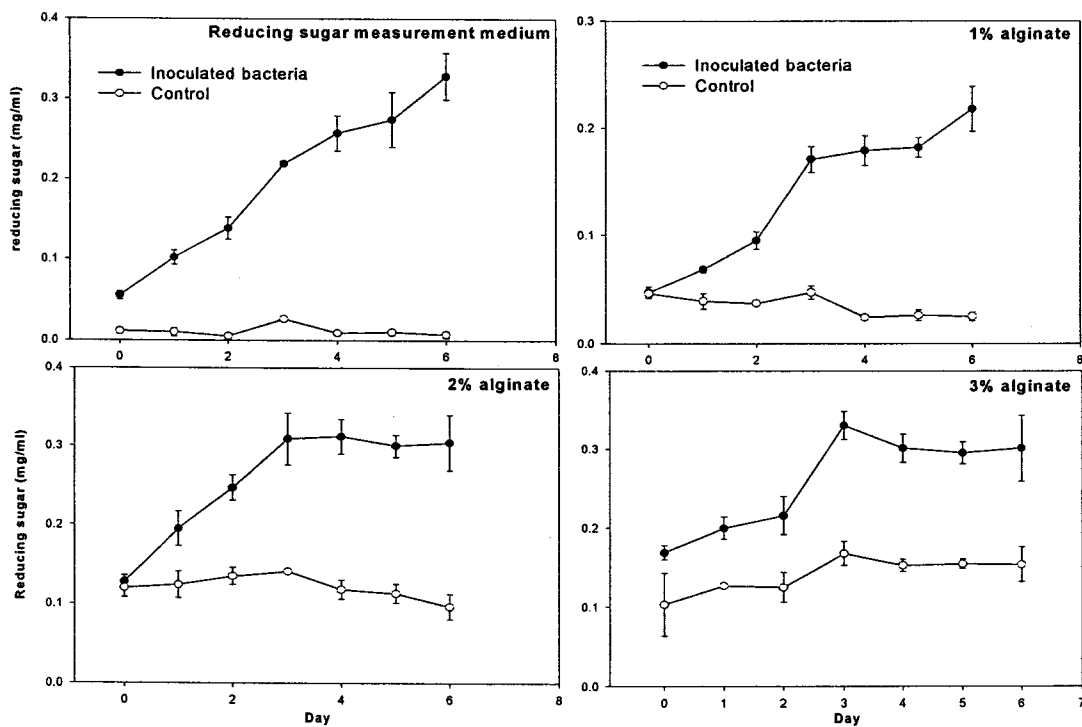 Reducing sugar measurement medium
Inoculated bacteria
Control
reducing sugar (mg/ml)
0.4
0.3
0.2
0.1
0.0
0 2 4 6 8
1% alginate
Inoculated bacteria
Control
0.3
0.2
0.1
0.0
0 2 4 6 8
2% alginate
Reducing sugar (mg/ml)
0.4
0.3
0.2
0.1
0.0
0 2 4 6 8
Day
3% alginate
0.4
0.3
0.2
0.1
0.0
0 1 2 3 4 5 6 7
Day